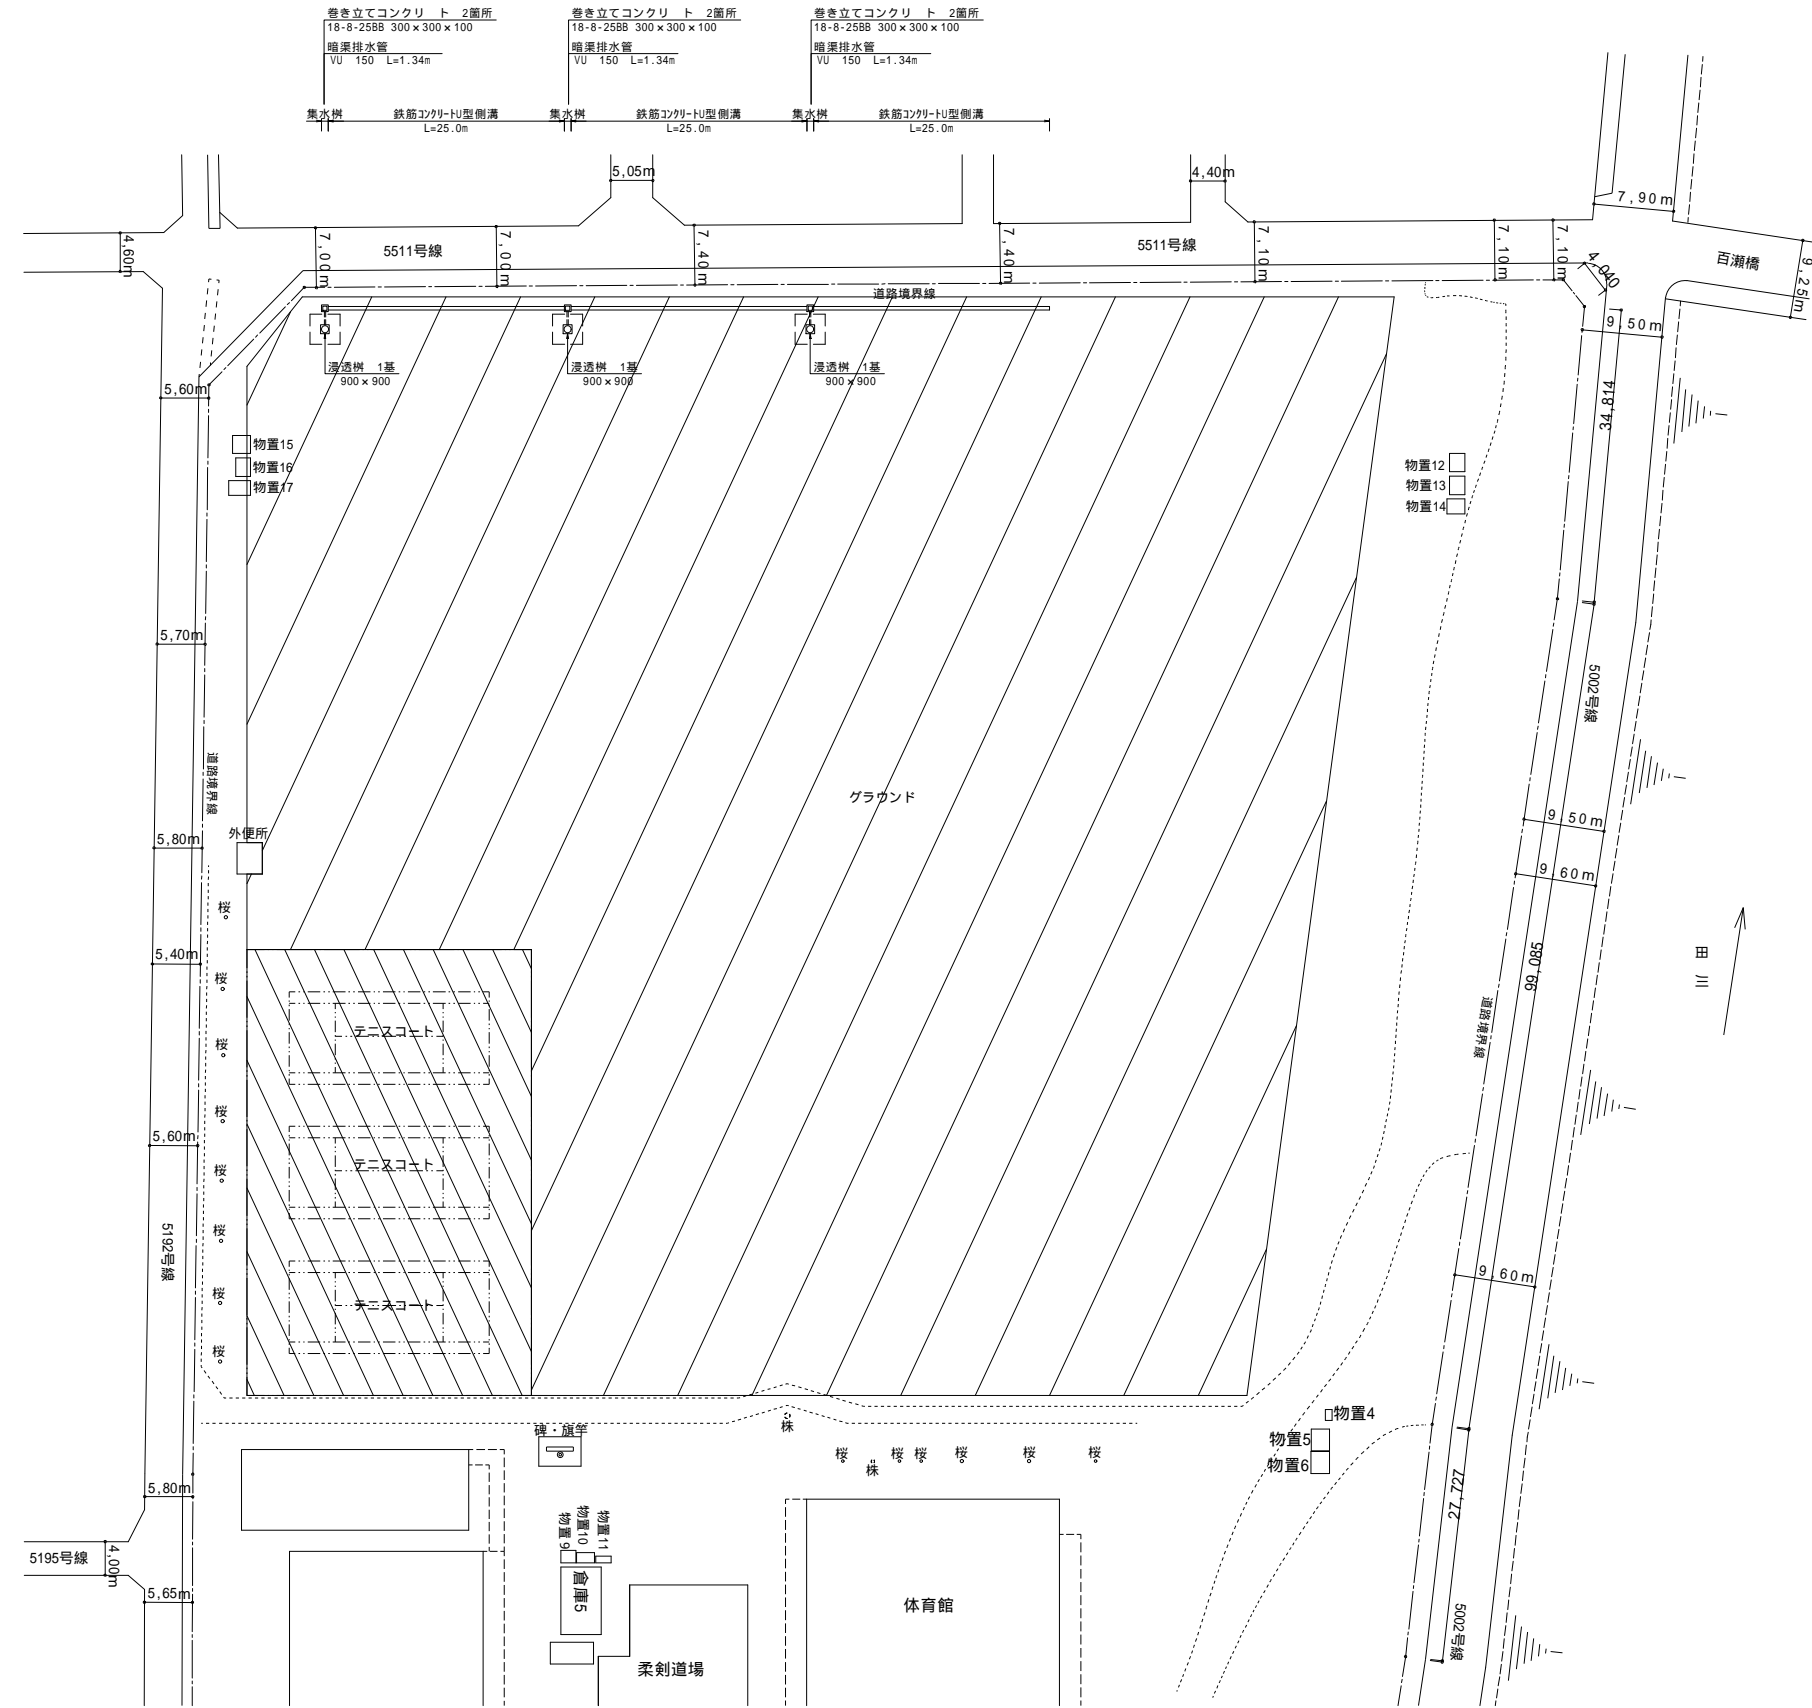 巻き立てコンクリ　ト　2箇所
18-8-25BB 300×300×100
暗渠排水管
VU　150　L=1.34m
巻き立てコンクリ　ト　2箇所
18-8-25BB 300×300×100
暗渠排水管
VU　150　L=1.34m
巻き立てコンクリ　ト　2箇所
18-8-25BB 300×300×100
暗渠排水管
VU　150　L=1.34m
集水桝
鉄筋ｺﾝｸﾘｰﾄU型側溝
L=25.0m
集水桝
鉄筋ｺﾝｸﾘｰﾄU型側溝
L=25.0m
集水桝
鉄筋ｺﾝｸﾘｰﾄU型側溝
L=25.0m
5,05m
4,40m
7,90m
4,60m
7,00m
5511号線
7,00m
7,40m
7,40m
5511号線
7,10m
7,10m
7,10m
4,040
百瀬橋
9,25m
道路境界線
9,50m
浸透桝　1基
900×900
浸透桝　1基
900×900
浸透桝　1基
900×900
5,60m
34,814
物置15
物置16
物置17
物置12
物置13
物置14
5,70m
5002号線
道路境界線
グラウンド
外便所
5,80m
9,50m
9,60m
桜
5,40m
桜
99,085
田川
道路境界線
テニスコート
桜
桜
5,60m
テニスコート
桜
桜
5192号線
9,60m
桜
テニスコート
桜
物置4
碑・旗竿
株
物置5
物置6
桜
株
桜
桜
桜
桜
桜
5,80m
27,727
物置9
物置10
物置11
5195号線
4,00m
5,65m
倉庫5
体育館
5002号線
柔剣道場